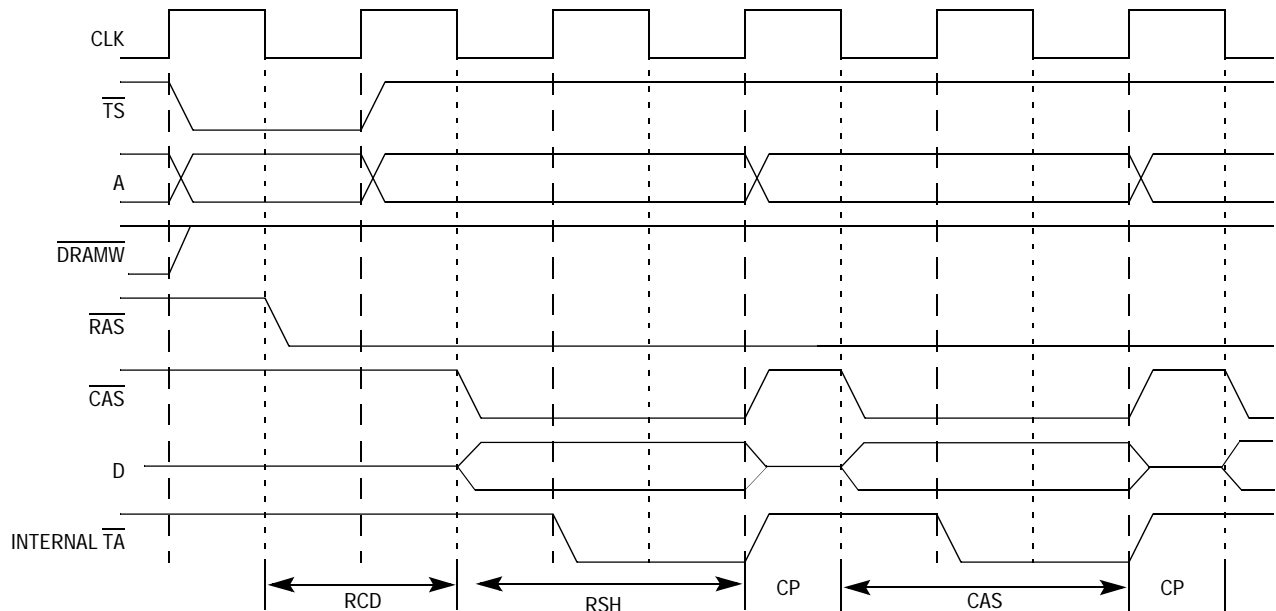 CLK
TS
A
DRAMW
RAS
CAS
D
INTERNAL TA
RCD
RSH
CP
CAS
CP